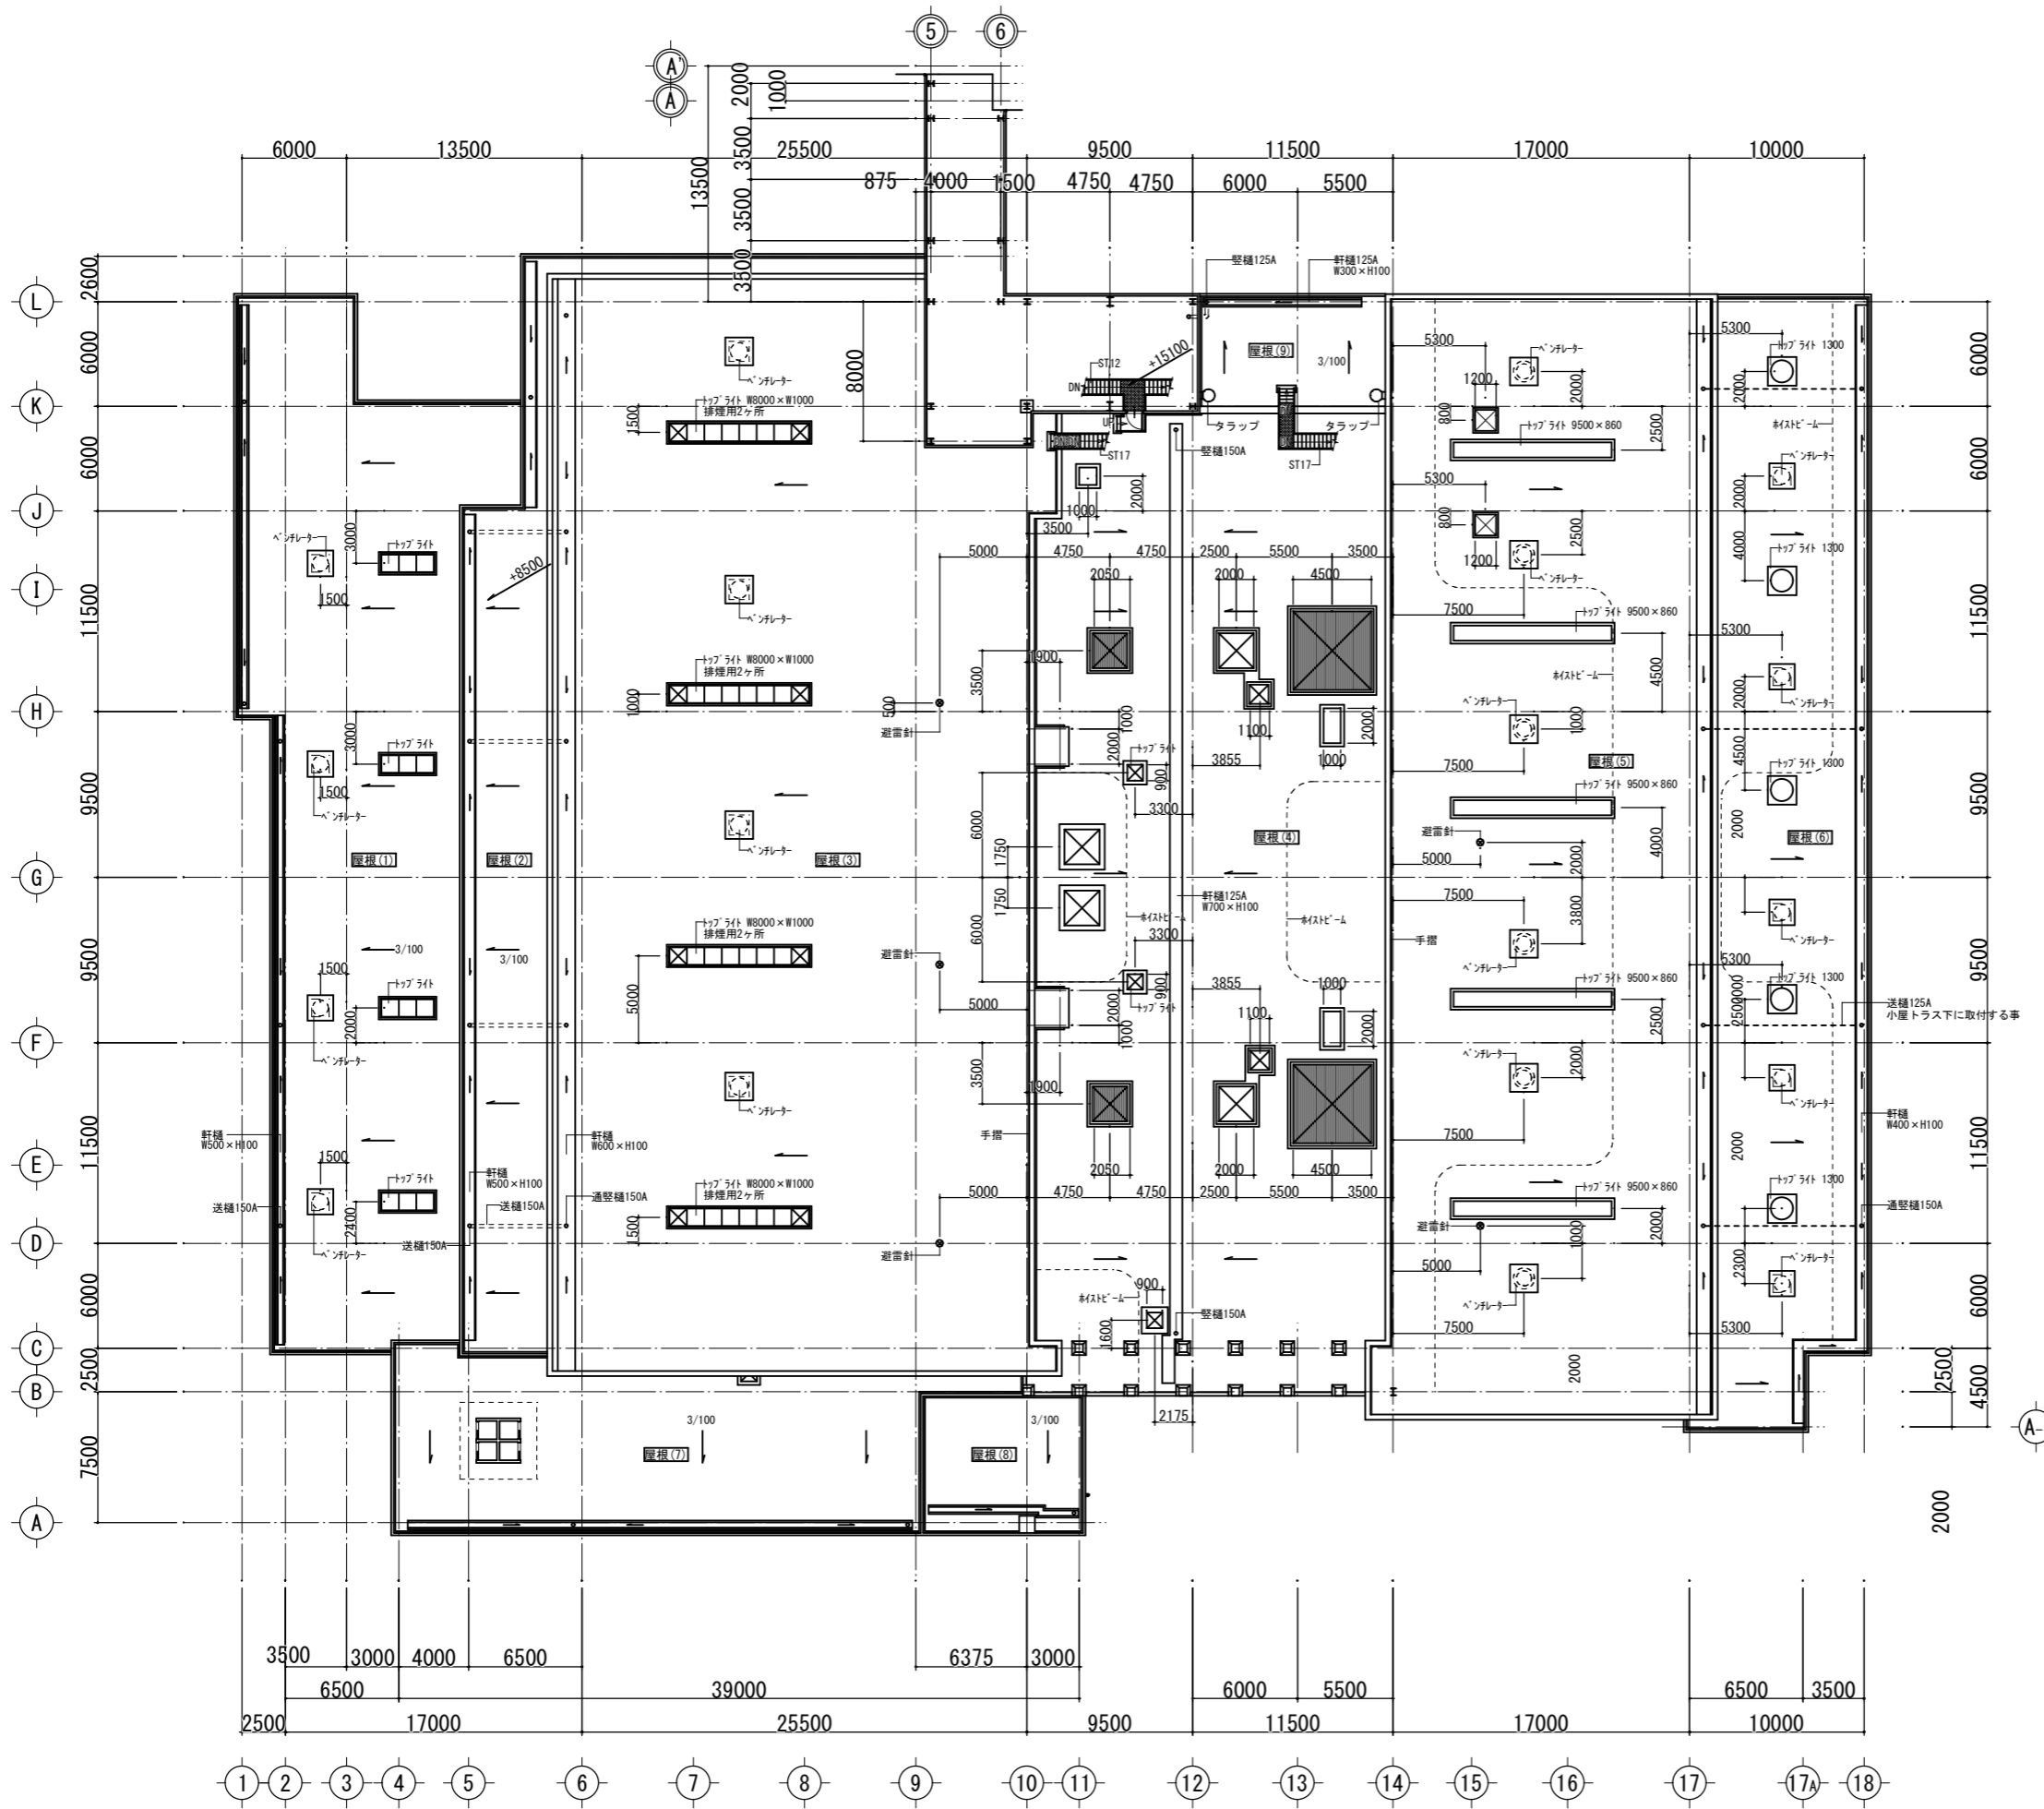 5
6
A'
A
2000
1000
3500
13500
3500
3500
6000
13500
25500
9500
11500
17000
10000
875
4000
1500
4750
4750
6000
5500
2600
L
6000
K
6000
J
I
11500
H
9500
G
9500
F
11500
E
D
6000
C
2500
B
7500
A
竪樋125A
軒樋125A
W300×H100
屋根(9)
3/100
ST12
+15100
DN
UP
ST17
タラップ
タラップ
ST17
竪樋150A
8000
ベンチレーター
トップライト W8000×W1000
排煙用2ヶ所
1500
ベンチレーター
3000
トップライト
1500
+8500
ベンチレーター
トップライト W8000×W1000
排煙用2ヶ所
1000
500
避雷針
3000
トップライト
1500
ベンチレーター
ベンチレーター
屋根(1)
屋根(2)
屋根(3)
3/100
3/100
トップライト W8000×W1000
排煙用2ヶ所
避雷針
5000
5000
1500
トップライト
2000
ベンチレーター
ベンチレーター
軒樋
W500×H100
軒樋
W600×H100
軒樋
W500×H100
1500
トップライト
送樋150A
送樋150A
通竪樋150A
2400
ベンチレーター
送樋150A
トップライト W8000×W1000
排煙用2ヶ所
1500
避雷針
5000
手摺
2000
1000
3500
5000
4750
4750
2500
5500
3500
2050
2000
4500
1900
3500
1000
2000
トップライト
900
3300
1100
3855
1000
2000
6000
1750
1750
6000
屋根(4)
軒樋125A
W700×H100
ホイストビーム
ホイストビーム
手摺
3300
900
トップライト
2000
1000
3855
1100
1000
2000
3500
1900
2050
2000
4500
4750
4750
2500
5500
3500
ホイストビーム
900
1600
竪樋150A
2175
5300
ベンチレーター
1200
2000
800
トップライト 9500×860
2500
5300
800
1200
2500
ベンチレーター
7500
トップライト 9500×860
4500
ホイストビーム
ベンチレーター
1000
7500
屋根(5)
トップライト 9500×860
避雷針
4000
5000
2000
7500
3800
ベンチレーター
トップライト 9500×860
2500
ベンチレーター
2000
7500
トップライト 9500×860
避雷針
1000
2000
5000
ベンチレーター
7500
2000
5300
トップライト 1300
2000
ホイストビーム
ベンチレーター
2000
4000
トップライト 1300
5300
ベンチレーター
2000
4500
トップライト 1300
2000
屋根(6)
ベンチレーター
5300
トップライト 1300
送樋125A
小屋トラス下に取付する事
ベンチレーター
軒樋
W400×H100
2000
トップライト 1300
通竪樋150A
ベンチレーター
2300
5300
6000
6000
11500
9500
9500
11500
6000
2500
4500
2000
3/100
屋根(7)
3/100
屋根(8)
3500
3000
4000
6500
6375
3000
6500
39000
6000
5500
6500
3500
2500
17000
25500
9500
11500
17000
10000
1
2
3
4
5
6
7
8
9
10
11
12
13
14
15
16
17
17A
18